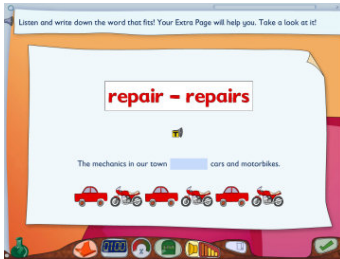 Listen and write down the word that fits! Your Extra Page will help you. Take a look at it!
repair – repairs
The mechanics in our town cars and motorbikes.